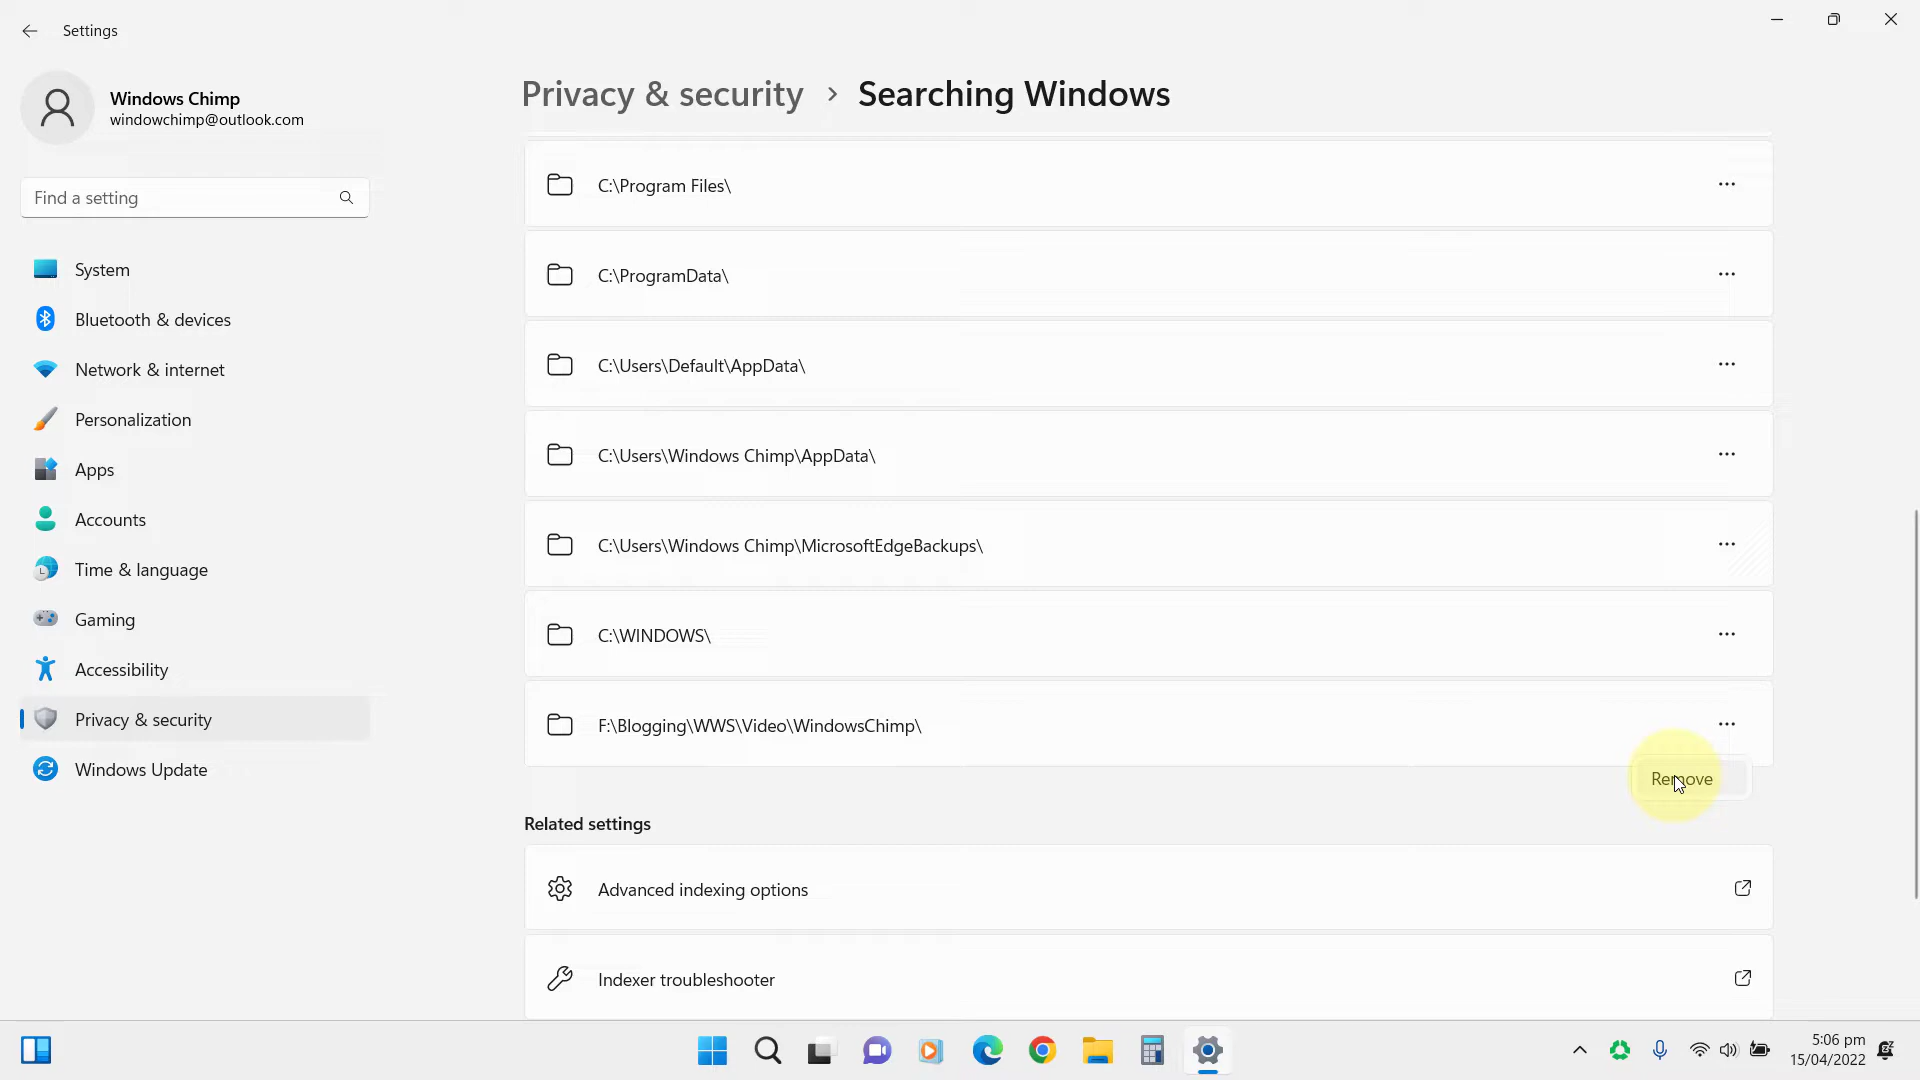 Settings
Windows Chimp
windowchimp@outlook.com
Find a setting
System
Bluetooth & devices
Network & internet
Personalization
Apps
Accounts
Time & language
Gaming
Accessibility
Privacy & security
Windows Update
Privacy & security > Searching Windows
C:\Program Files\
C:\ProgramData\
C:\Users\Default\AppData\
C:\Users\Windows Chimp\AppData\
C:\Users\Windows Chimp\MicrosoftEdgeBackups\
C:\WINDOWS\
F:\Blogging\WWS\Video\WindowsChimp\
Remove
Related settings
Advanced indexing options
Indexer troubleshooter
5:06 pm
15/04/2022